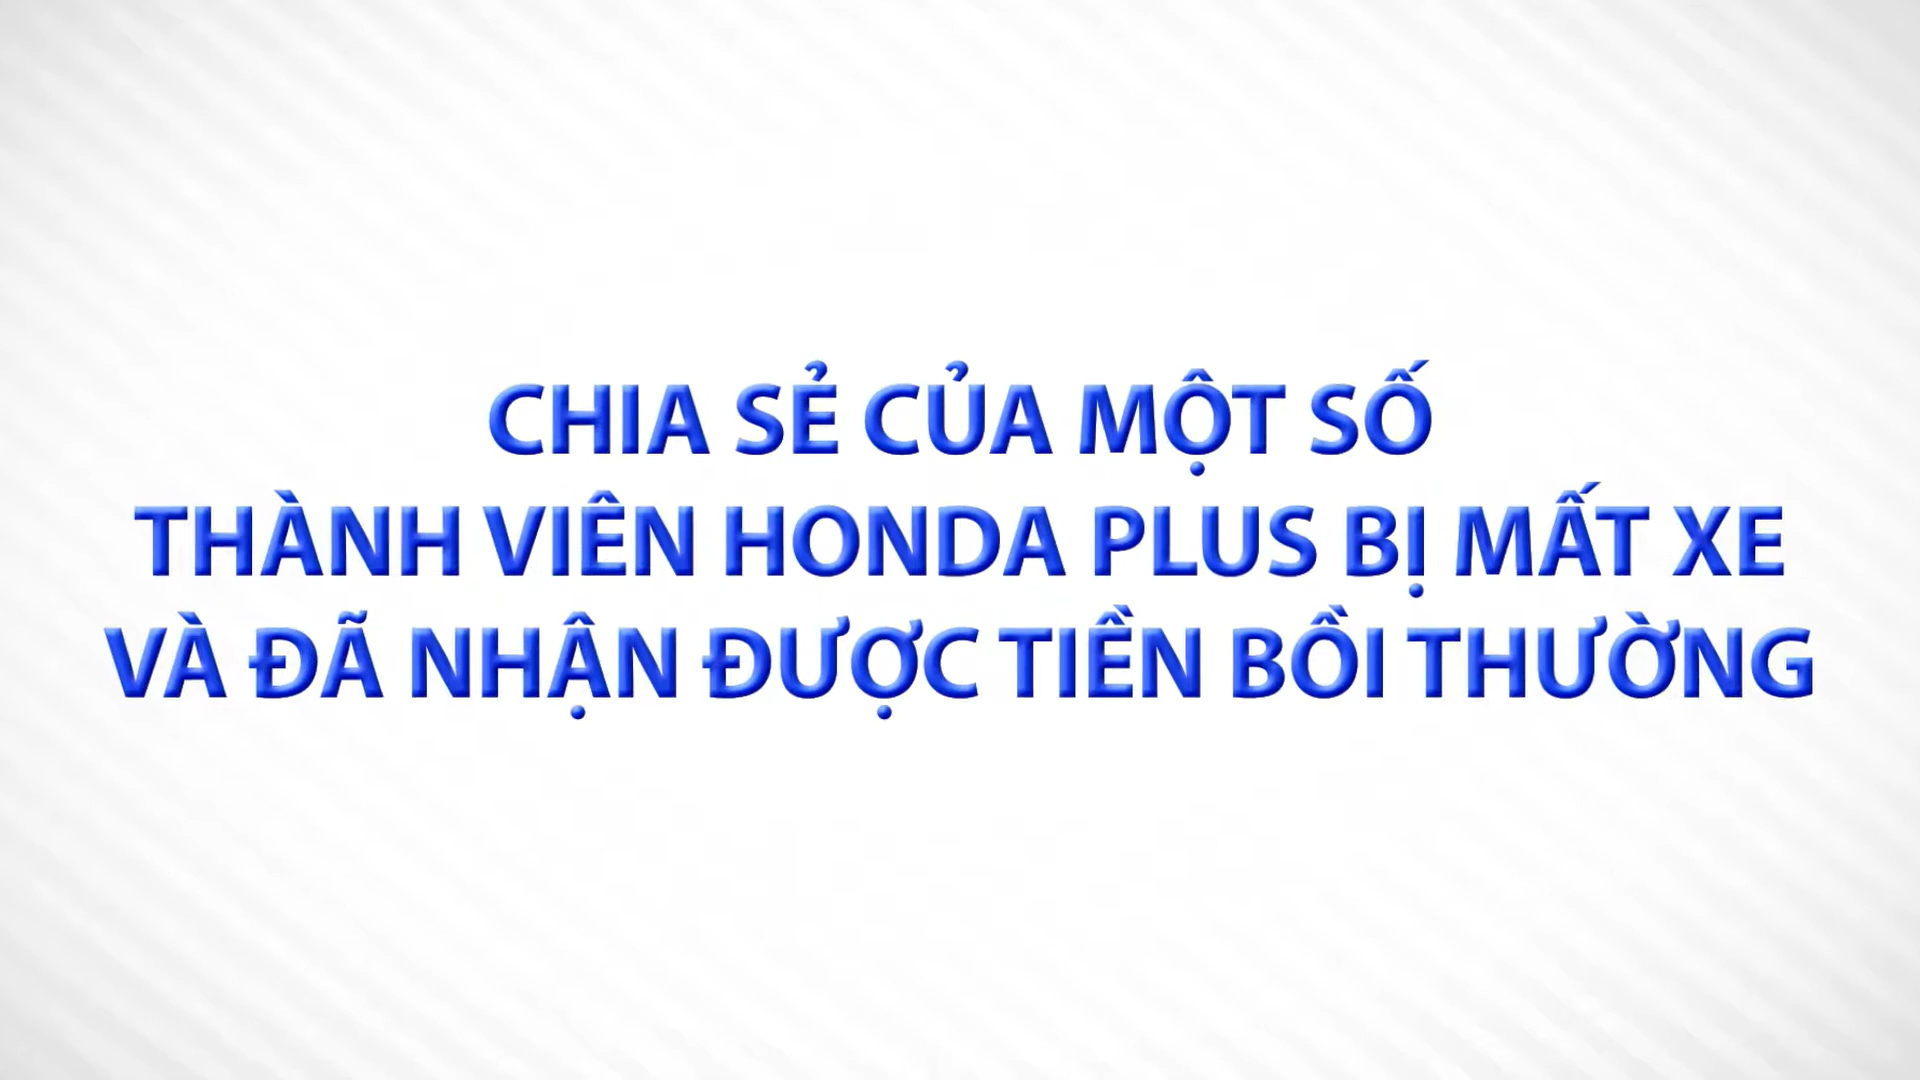 CHIA SẺ CỦA MỘT SỐ
THÀNH VIÊN HONDA PLUS BỊ MẤT XE
VÀ ĐÃ NHẬN ĐƯỢC TIỀN BỒI THƯỜNG